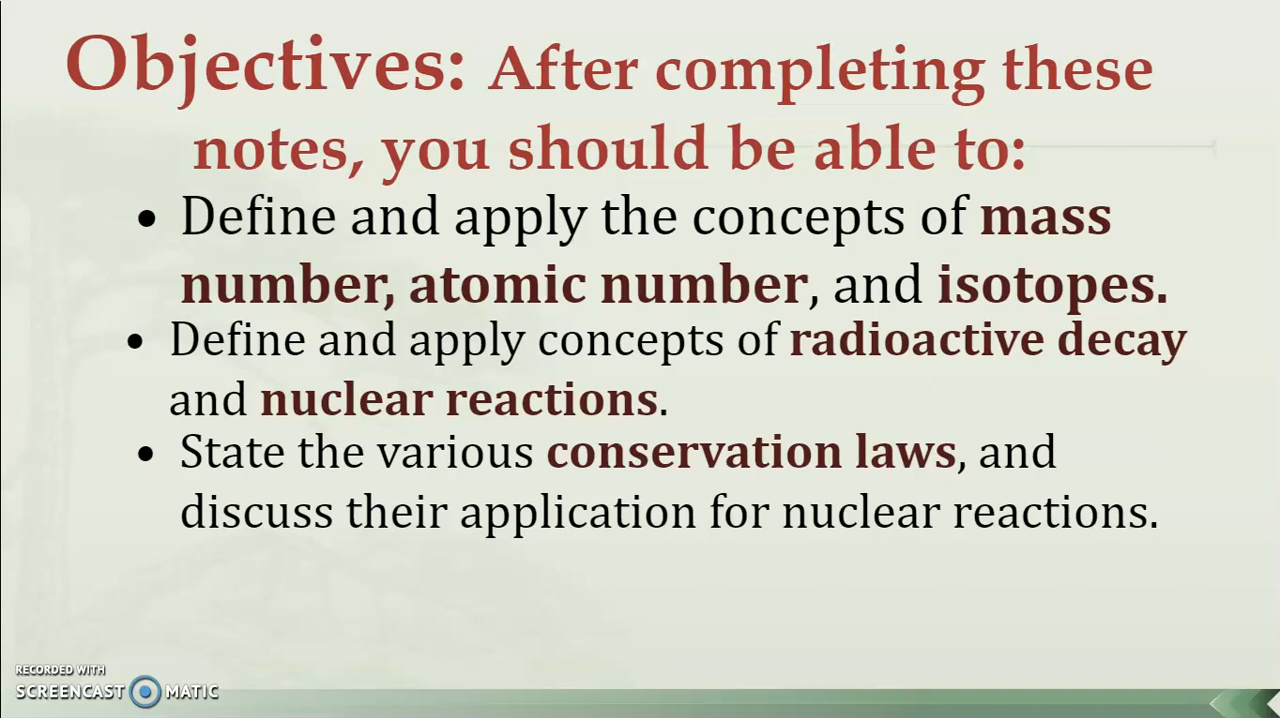 Objectives: After completing these
notes, you should be able to:
• Define and apply the concepts of mass
number, atomic number, and isotopes.
• Define and apply concepts of radioactive decay
and nuclear reactions.
• State the various conservation laws, and
discuss their application for nuclear reactions.
RECORDED WITH
SCREENCAST MATIC